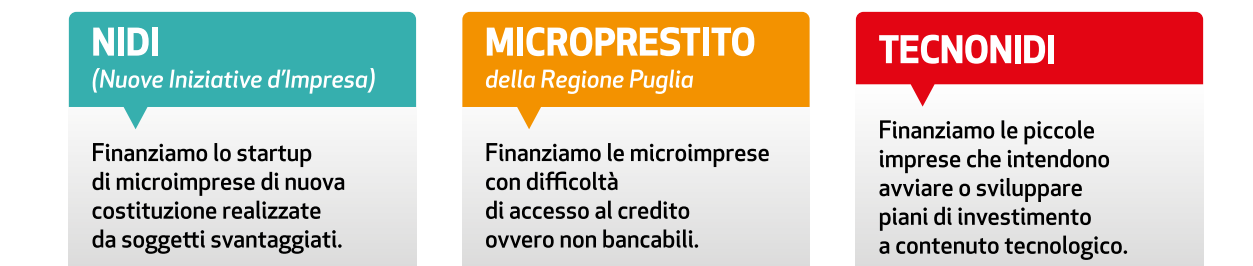 NIDI
(Nuove Iniziative d'Impresa)
Finanziamo lo startup
di microimprese di nuova
costituzione realizzate
da soggetti svantaggiati.
MICROPRESTITO
della Regione Puglia
Finanziamo le microimprese
con difficoltà
di accesso al credito
ovvero non bancabili.
TECNONIDI
Finanziamo le piccole
imprese che intendono
avviare o sviluppare
piani di investimento
a contenuto tecnologico.